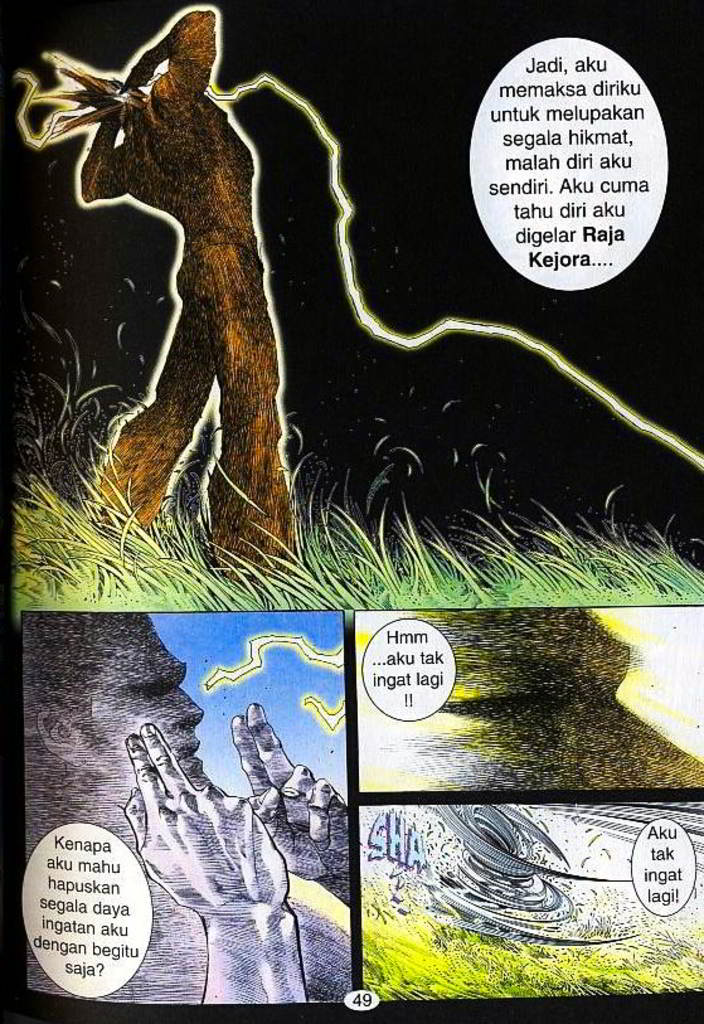 Jadi, aku
memaksa diriku
untuk melupakan
segala hikmat,
malah diri aku
sendiri. Aku cuma
tahu diri aku
digelar Raja
Kejora....
Kenapa
aku mahu
hapuskan
segala daya
ingatan aku
dengan begitu
saja?
Hmm
...aku tak
ingat lagi
!!
SHA
Aku
tak
ingat
lagi!
49